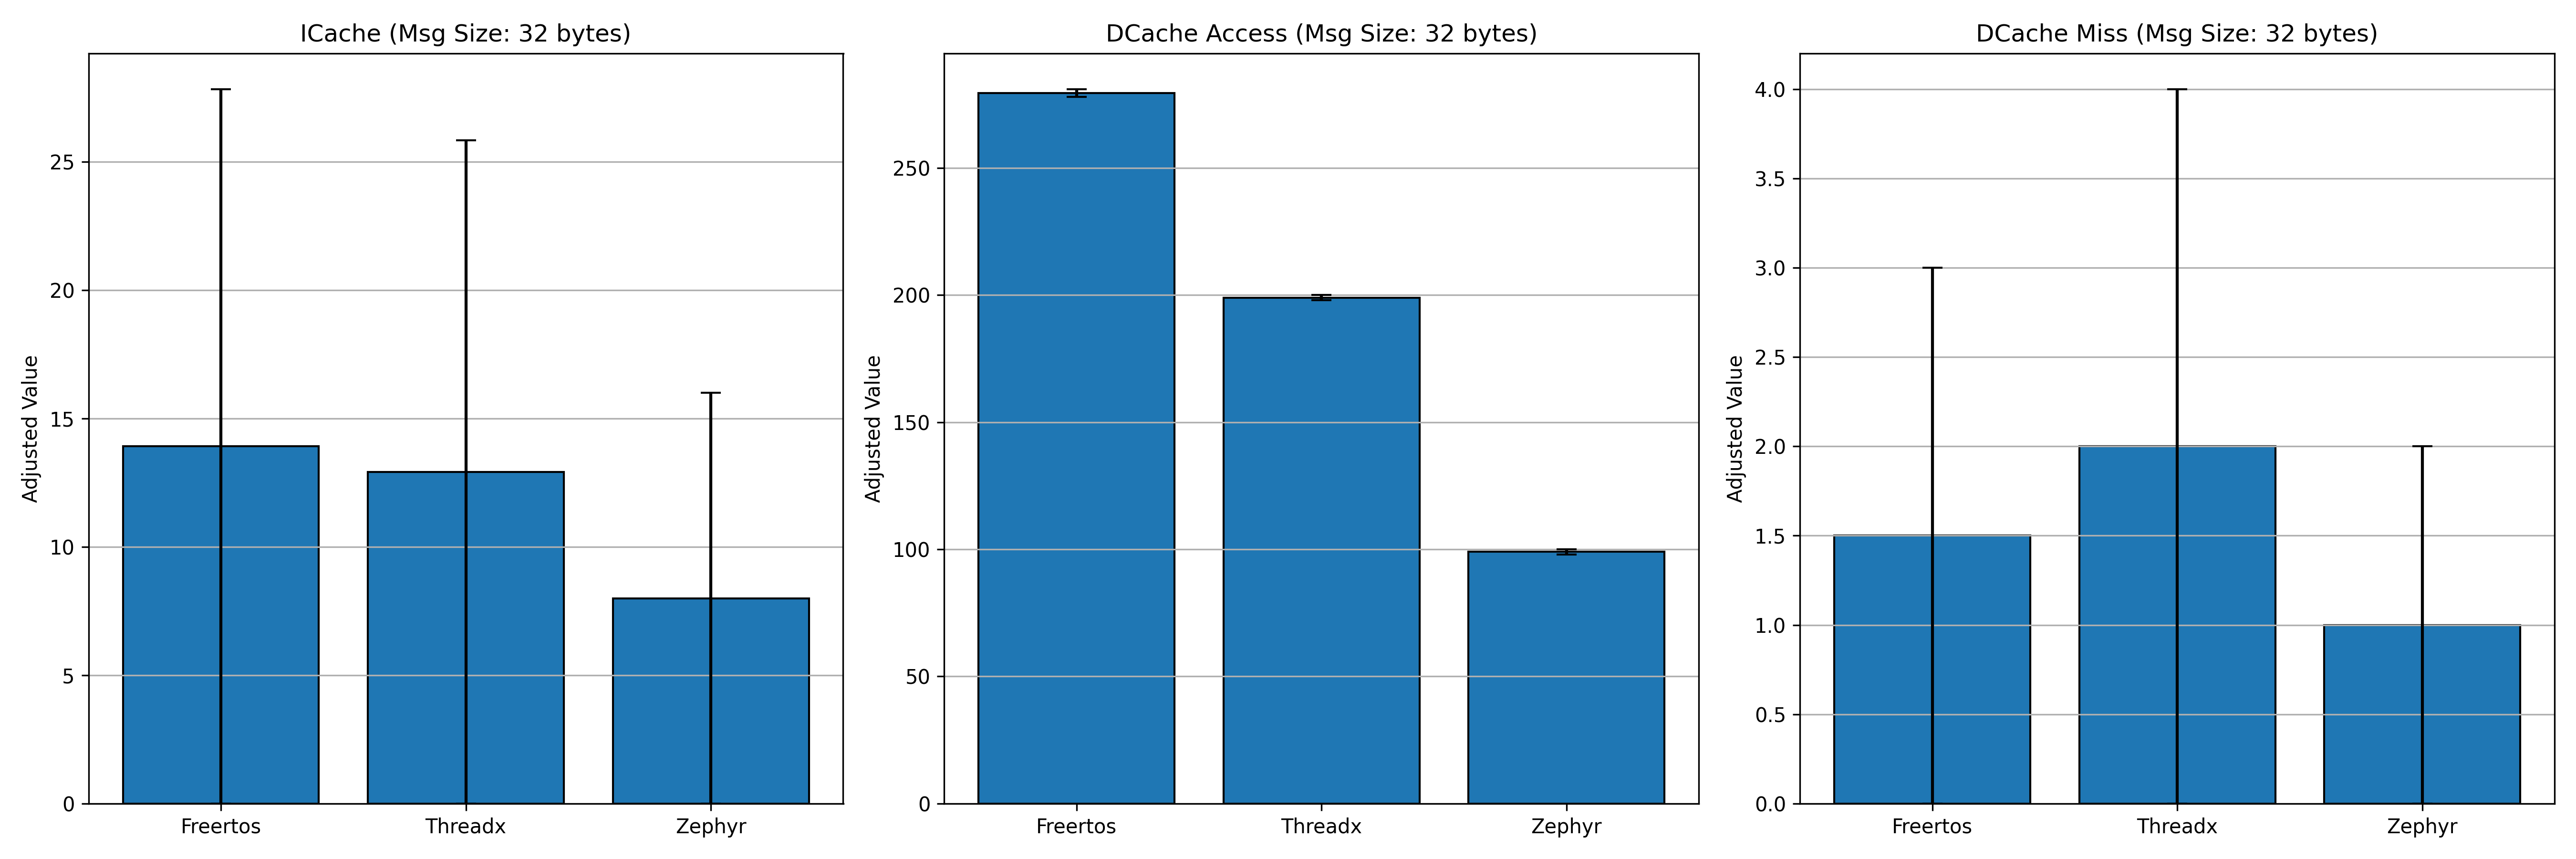 ICache (Msg Size: 32 bytes)
Adjusted Value
25
20
15
10
5
0
Freertos Threadx Zephyr
DCache Access (Msg Size: 32 bytes)
Adjusted Value
250
200
150
100
50
0
Freertos Threadx Zephyr
DCache Miss (Msg Size: 32 bytes)
Adjusted Value
4.0
3.5
3.0
2.5
2.0
1.5
1.0
0.5
0.0
Freertos Threadx Zephyr